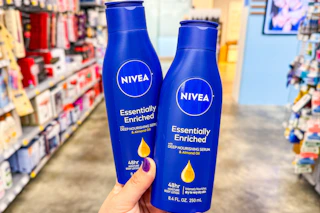 NIVEA
Essentially
Enriched
DEEP NOURISHING SERUM
& Almond Oil
48hr
NIVEA
Essentially
Enriched
DEEP NOURISHING SERUM
& Almond Oil
48hr
8.4 FL. OZ. 250 mL